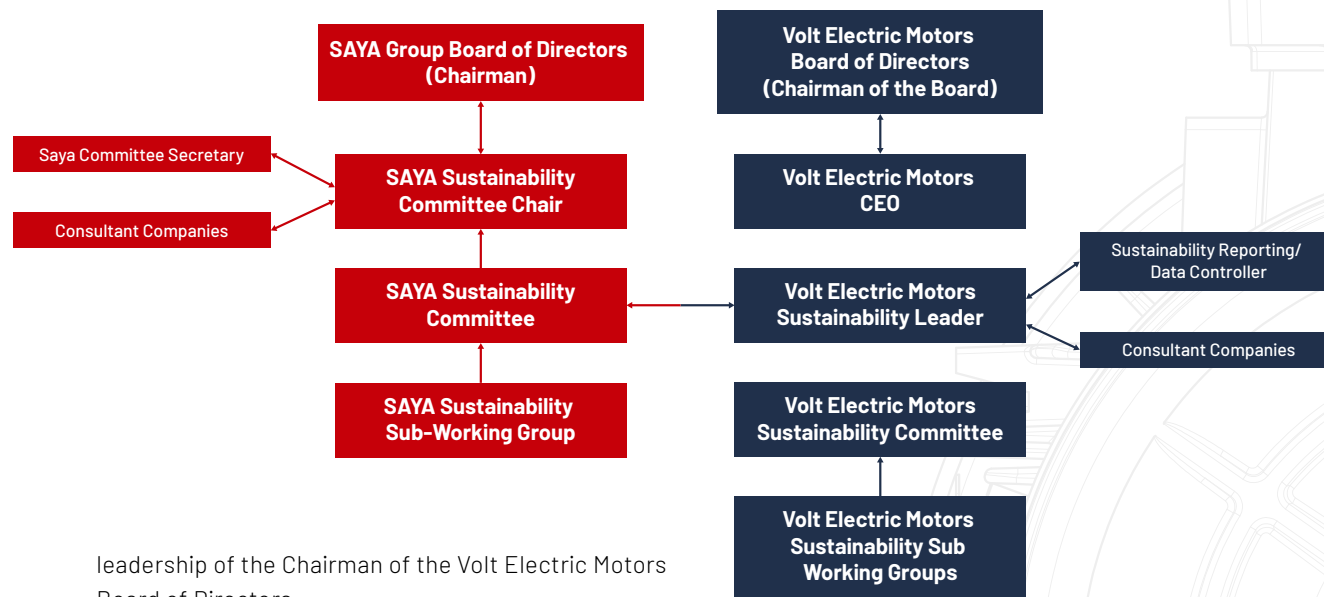 SAYA Group Board of Directors
(Chairman)
Volt Electric Motors
Board of Directors
(Chairman of the Board)
Saya Committee Secretary
Consultant Companies
SAYA Sustainability
Committee Chair
Volt Electric Motors
CEO
SAYA Sustainability
Committee
Volt Electric Motors
Sustainability Leader
Sustainability Reporting/
Data Controller
Consultant Companies
SAYA Sustainability
Sub-Working Group
Volt Electric Motors
Sustainability Committee
Volt Electric Motors
Sustainability Sub
Working Groups
leadership of the Chairman of the Volt Electric Motors
Board of Directors